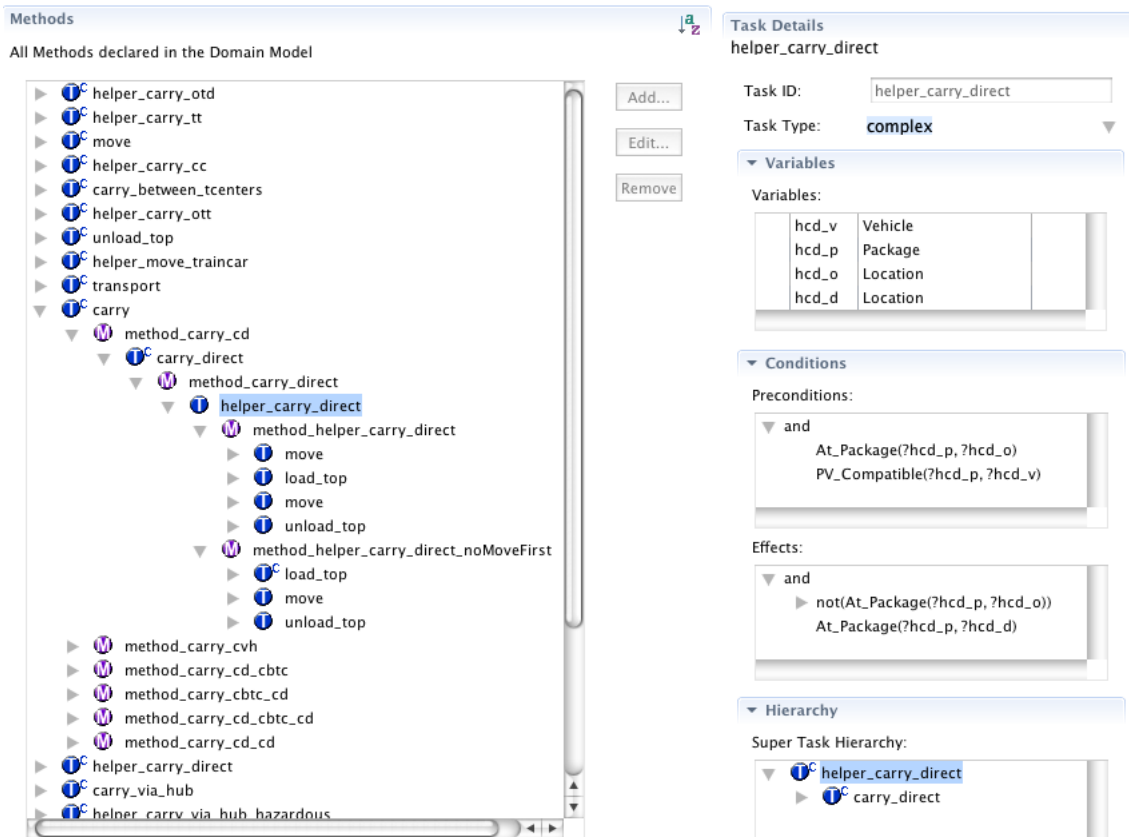 Methods
All Methods declared in the Domain Model
a
z
helper_carry_otd
helper_carry_tt
move
helper_carry_cc
carry_between_tcenters
helper_carry_ott
unload_top
helper_move_traincar
transport
carry
method_carry_cd
carry_direct
method_carry_direct
helper_carry_direct
method_helper_carry_direct
move
load_top
move
unload_top
method_helper_carry_direct_noMoveFirst
load_top
move
unload_top
method_carry_cvh
method_carry_cd_cbtc
method_carry_cbtc_cd
method_carry_cd_cbtc_cd
method_carry_cd_cd
helper_carry_direct
carry_via_hub
helper_carry_via_hub_hazardous
Add...
Edit...
Remove
Task Details
helper_carry_direct
Task ID: helper_carry_direct
Task Type: complex
Variables
Variables:
hcd_v Vehicle
hcd_p Package
hcd_o Location
hcd_d Location
Conditions
Preconditions:
and
At_Package(?hcd_p, ?hcd_o)
PV_Compatible(?hcd_p, ?hcd_v)
Effects:
and
not(At_Package(?hcd_p, ?hcd_o))
At_Package(?hcd_p, ?hcd_d)
Hierarchy
Super Task Hierarchy:
helper_carry_direct
carry_direct